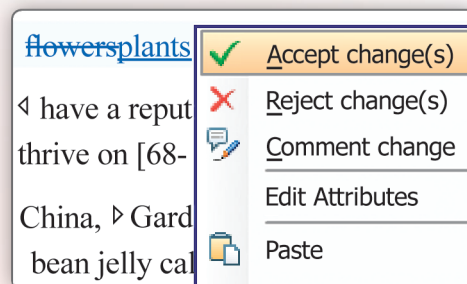 flowersplants
have a reput
thrive on [68-
China, Gard
bean jelly cal
Accept change(s)
Reject change(s)
Comment change
Edit Attributes
Paste